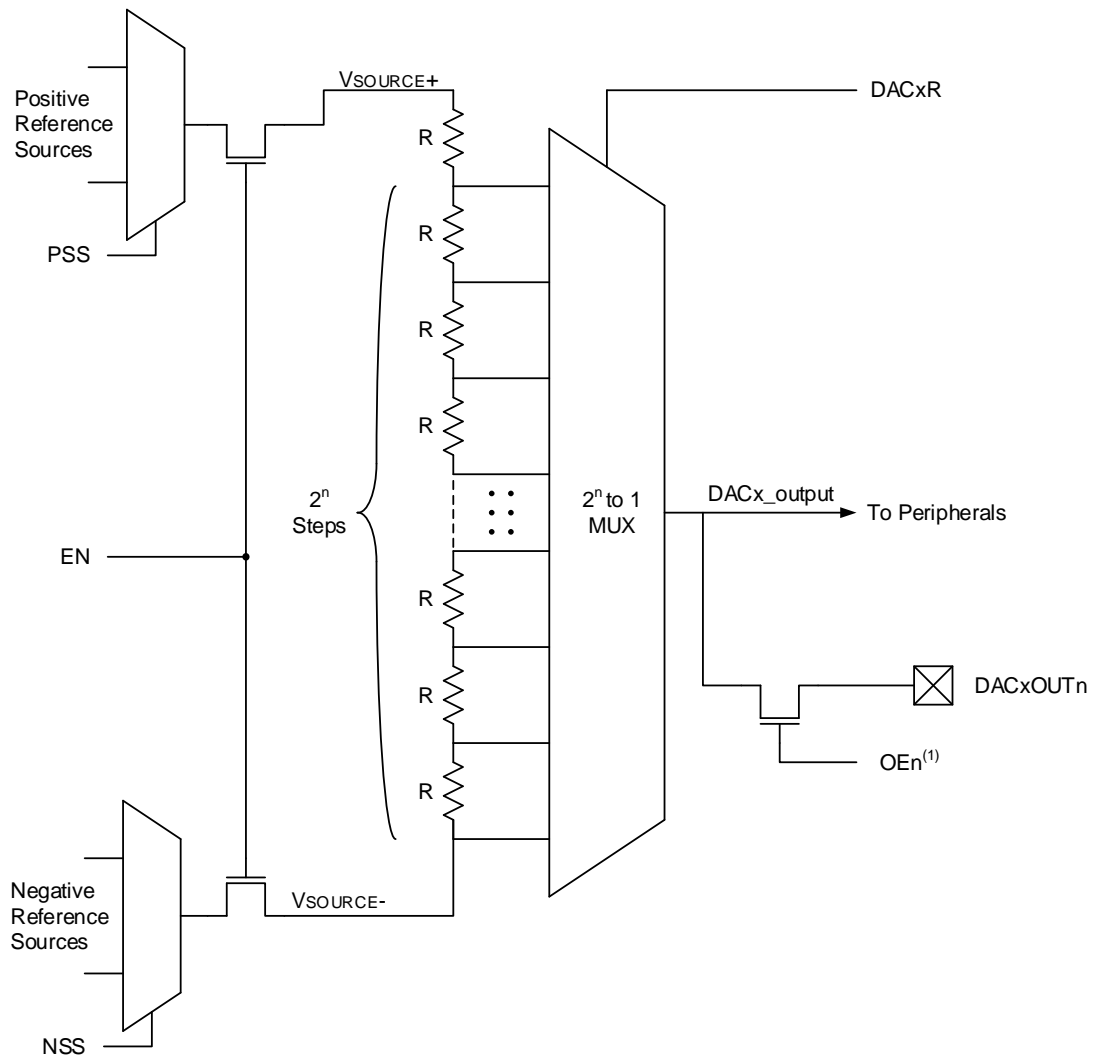 VSOURCE+
DACxR
Positive
Reference
Sources
R
PSS
R
R
R
2ⁿ
Steps
2ⁿ to 1
MUX
DACx_output
To Peripherals
EN
R
R
DACxOUTn
OEn⁽¹⁾
R
Negative
Reference
Sources
VSOURCE-
NSS